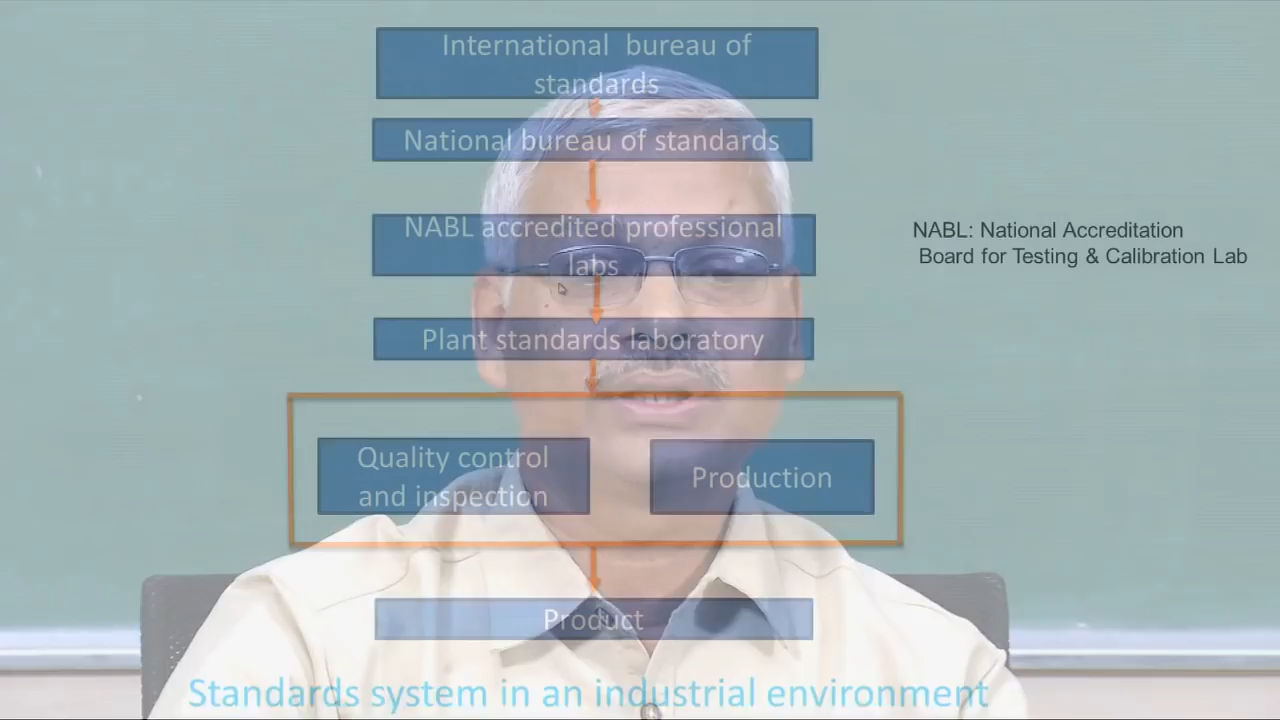 International bureau of
standards
National bureau of standards
NABL accredited professional
labs
NABL: National Accreditation
Board for Testing & Calibration Lab
Plant standards laboratory
Quality control
and inspection
Production
Product
Standards system in an industrial environment